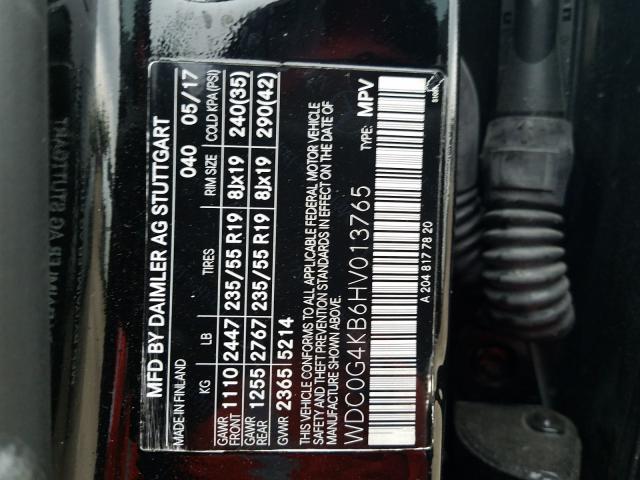 MFD BY DAIMLER AG STUTTGART
MADE IN FINLAND 040 05/17
KG LB TIRES RIM SIZE COLD KPA (PSI)
GAWR FRONT 1110 2447 235/55 R19 8Jx19 240(35)
GAWR REAR 1255 2767 235/55 R19 8Jx19 290(42)
GVWR 2365 5214
THIS VEHICLE CONFORMS TO ALL APPLICABLE FEDERAL MOTOR VEHICLE
SAFETY AND THEFT PREVENTION STANDARDS IN EFFECT ON THE DATE OF
MANUFACTURE SHOWN ABOVE.
WDC0G4KB6HV013765 TYPE: MPV
A 204 817 78 20